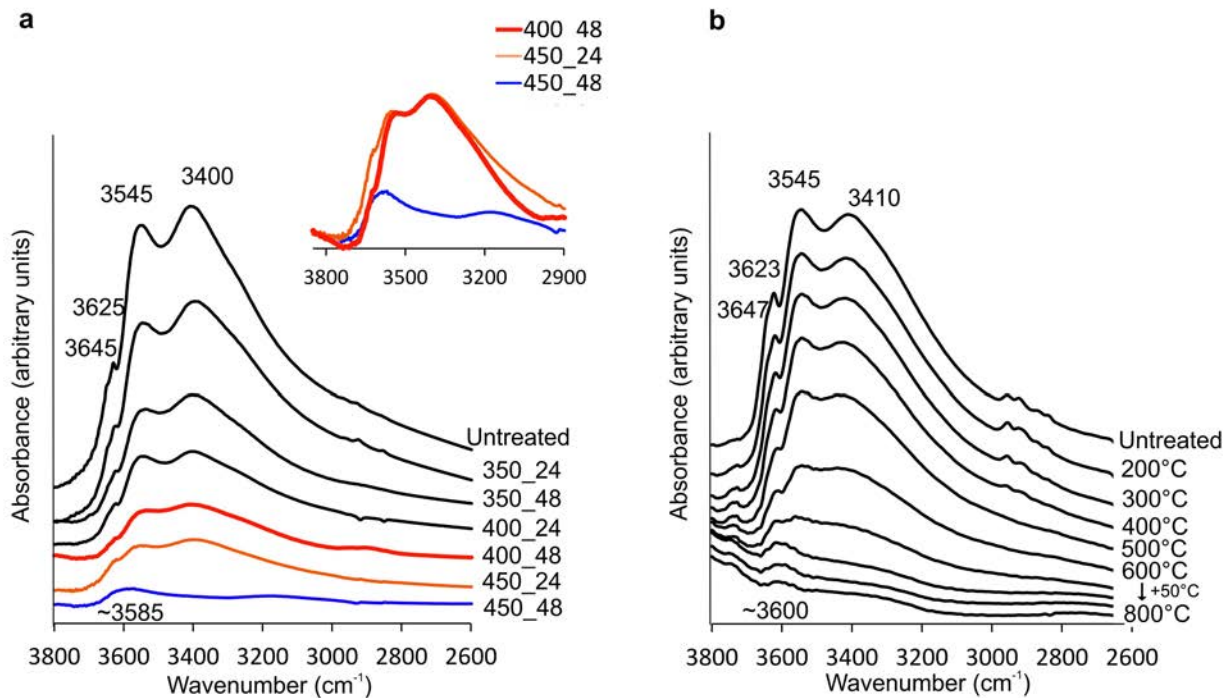 a
400 48
450_24
450_48
3545
3400
3625
3645
3800 3500 3200 2900
Untreated
350_24
350_48
400_24
400_48
450_24
450_48
~3585
3800 3600 3400 3200 3000 2800 2600
Wavenumber (cm-1)
Absorbance (arbitrary units)
b
3545
3410
3623
3647
Untreated
200°C
300°C
400°C
500°C
600°C
↓+50°C
800°C
~3600
3800 3600 3400 3200 3000 2800
Wavenumber (cm-1)
Absorbance (arbitrary units)